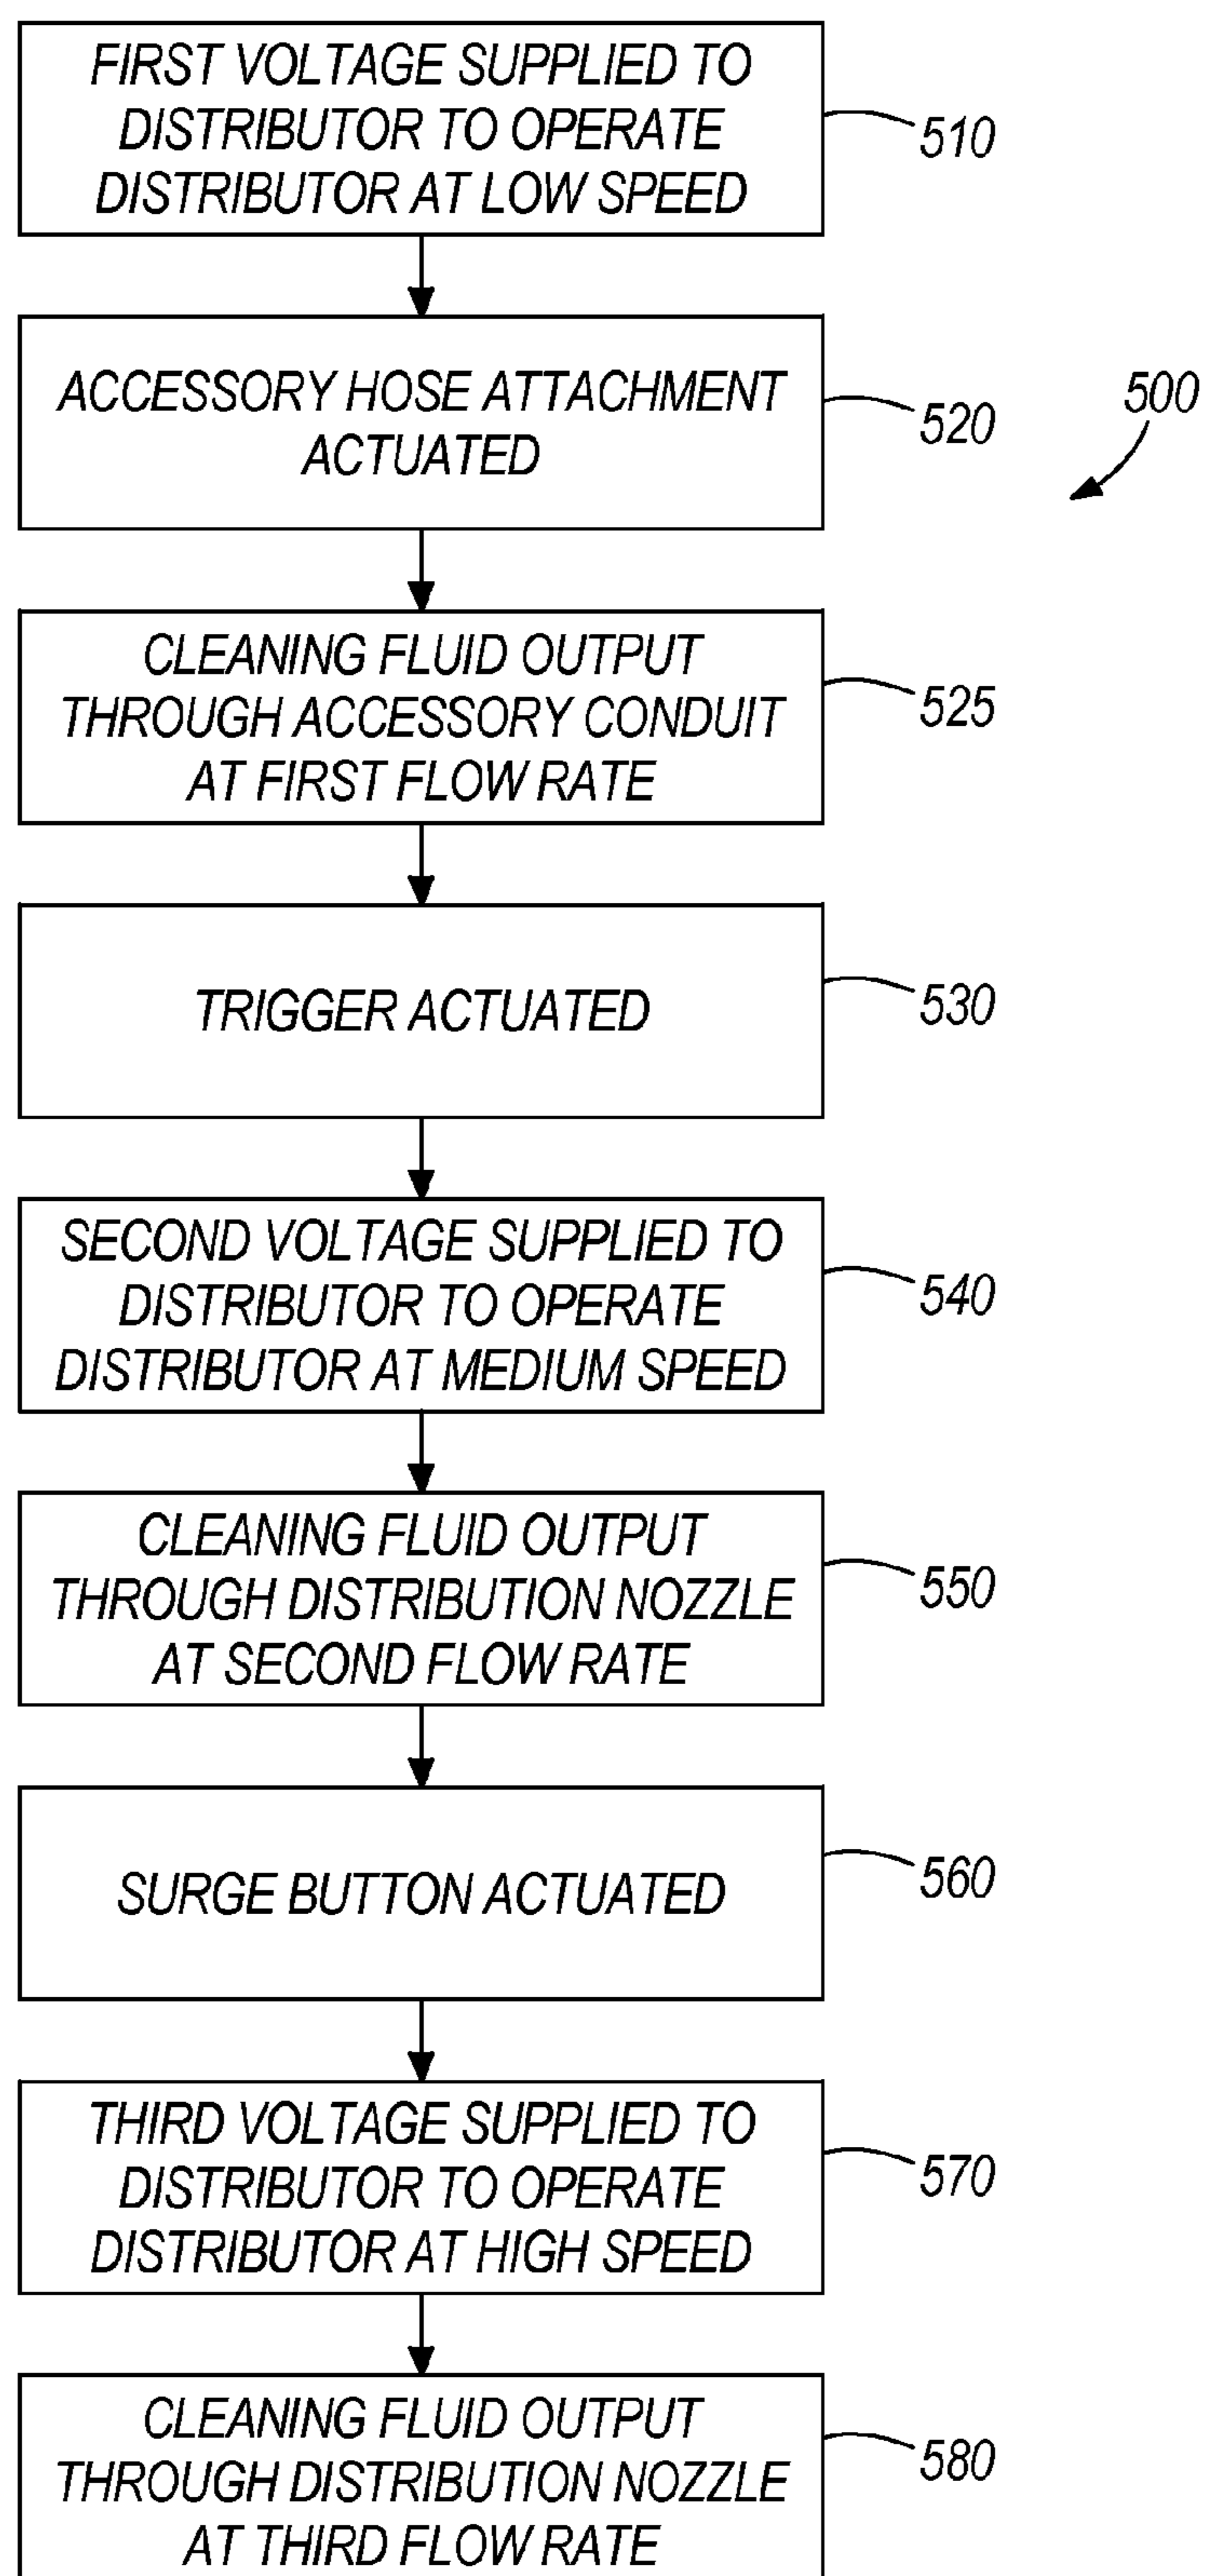 FIRST VOLTAGE SUPPLIED TO
DISTRIBUTOR TO OPERATE
DISTRIBUTOR AT LOW SPEED
510
ACCESSORY HOSE ATTACHMENT
ACTUATED
520
500
CLEANING FLUID OUTPUT
THROUGH ACCESSORY CONDUIT
AT FIRST FLOW RATE
525
TRIGGER ACTUATED
530
SECOND VOLTAGE SUPPLIED TO
DISTRIBUTOR TO OPERATE
DISTRIBUTOR AT MEDIUM SPEED
540
CLEANING FLUID OUTPUT
THROUGH DISTRIBUTION NOZZLE
AT SECOND FLOW RATE
550
SURGE BUTTON ACTUATED
560
THIRD VOLTAGE SUPPLIED TO
DISTRIBUTOR TO OPERATE
DISTRIBUTOR AT HIGH SPEED
570
CLEANING FLUID OUTPUT
THROUGH DISTRIBUTION NOZZLE
AT THIRD FLOW RATE
580